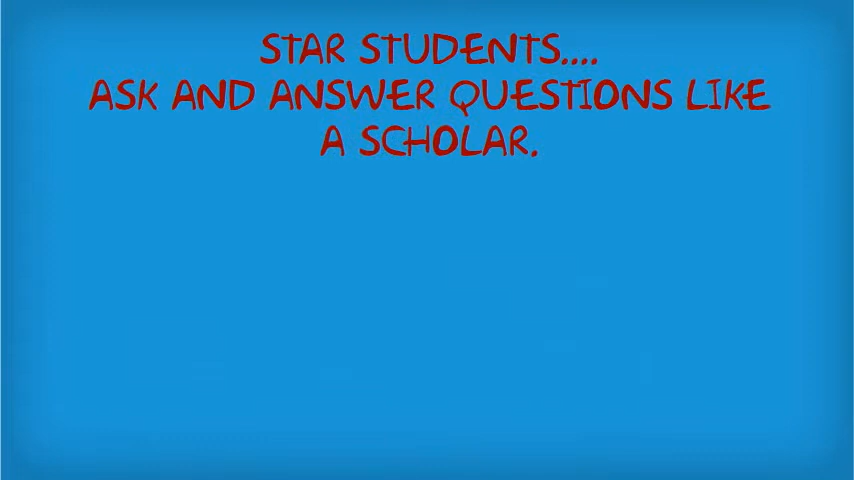 STAR STUDENTS....
ASK AND ANSWER QUESTIONS LIKE
A SCHOLAR.